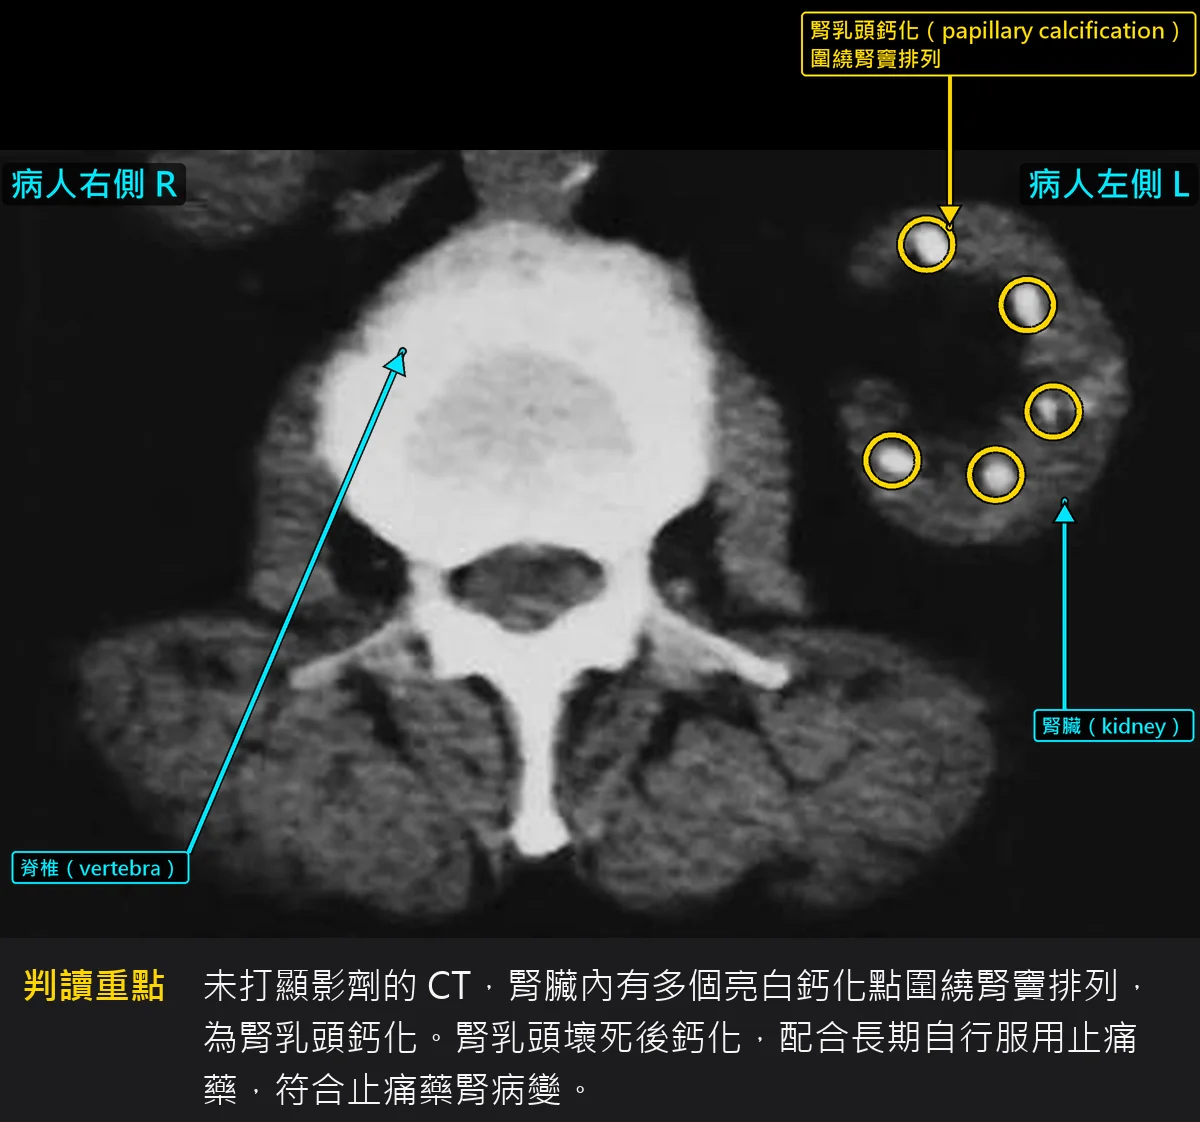 腎乳頭鈣化（papillary calcification）
圍繞腎竇排列
病人右側 R
病人左側 L
腎臟（kidney）
脊椎（vertebra）
判讀重點
未打顯影劑的 CT，腎臟內有多個亮白鈣化點圍繞腎竇排列，
為腎乳頭鈣化。腎乳頭壞死後鈣化，配合長期自行服用止痛
藥，符合止痛藥腎病變。